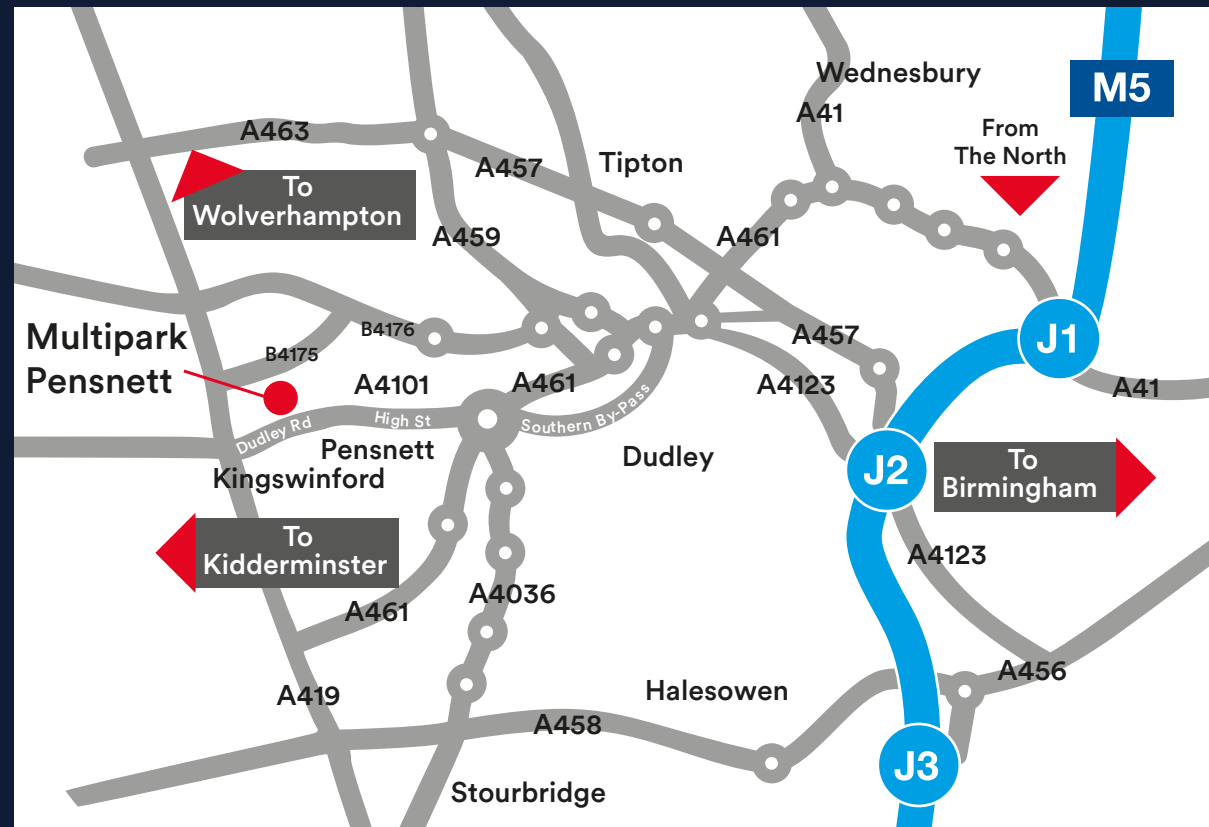 Wednesbury
M5
A41
From
The North
A463
A457
Tipton
To
Wolverhampton
A459
A461
Multipark
Pensnett
B4176
B4175
A457
J1
A4101
A461
A4123
A41
Dudley Rd
High St
Southern By-Pass
Pensnett
Kingswinford
Dudley
J2
To
Birmingham
To
Kidderminster
A4123
A461
A4036
A456
A419
Halesowen
A458
J3
Stourbridge